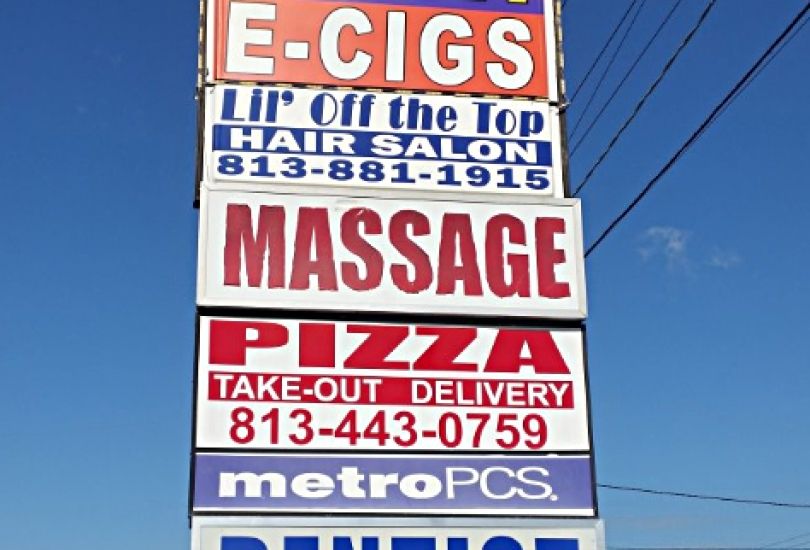 E-CIGS
Lil' Off the Top
HAIR SALON
813-881-1915
MASSAGE
PIZZA
TAKE-OUT DELIVERY
813-443-0759
metroPCS.
DENTIST